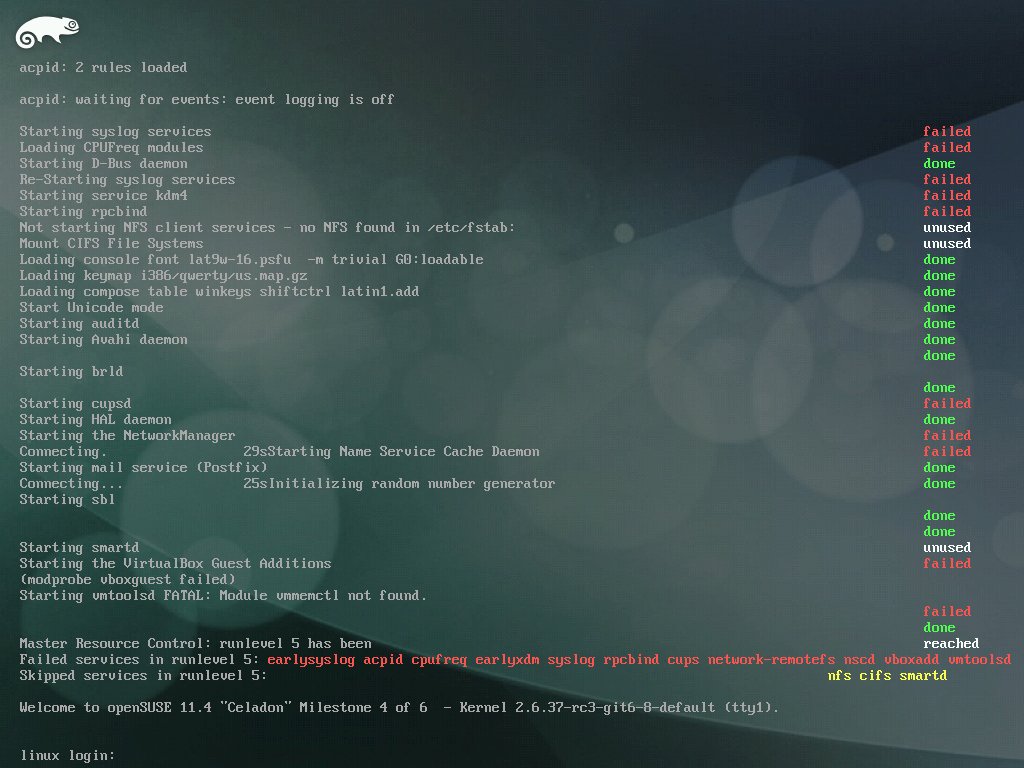 acpid: 2 rules loaded
acpid: waiting for events: event logging is off
Starting syslog services failed
Loading CPUFreq modules failed
Starting D-Bus daemon done
Re-Starting syslog services failed
Starting service kdm4 failed
Starting rpcbind failed
Not starting NFS client services - no NFS found in /etc/fstab: unused
Mount CIFS File Systems unused
Loading console font lat9w-16.psfu -m trivial G0:loadable done
Loading keymap i386/qwerty/us.map.gz done
Loading compose table winkeys shiftctrl latin1.add done
Start Unicode mode done
Starting auditd done
Starting Avahi daemon done
done
Starting brld
done
Starting cupsd failed
Starting HAL daemon done
Starting the NetworkManager failed
Connecting. 29sStarting Name Service Cache Daemon failed
Starting mail service (Postfix) done
Connecting... 25sInitializing random number generator done
Starting sbl
done
done
Starting smartd unused
Starting the VirtualBox Guest Additions failed
(modprobe vboxguest failed)
Starting vmtoolsd FATAL: Module vmmemctl not found.
failed
done
Master Resource Control: runlevel 5 has been reached
Failed services in runlevel 5: earlysyslog acpid cpufreq earlyxdm syslog rpcbind cups network-remotefs nscd vboxadd vmtoolsd
Skipped services in runlevel 5: nfs cifs smartd
Welcome to openSUSE 11.4 "Celadon" Milestone 4 of 6 - Kernel 2.6.37-rc3-git6-8-default (tty1).
linux login: